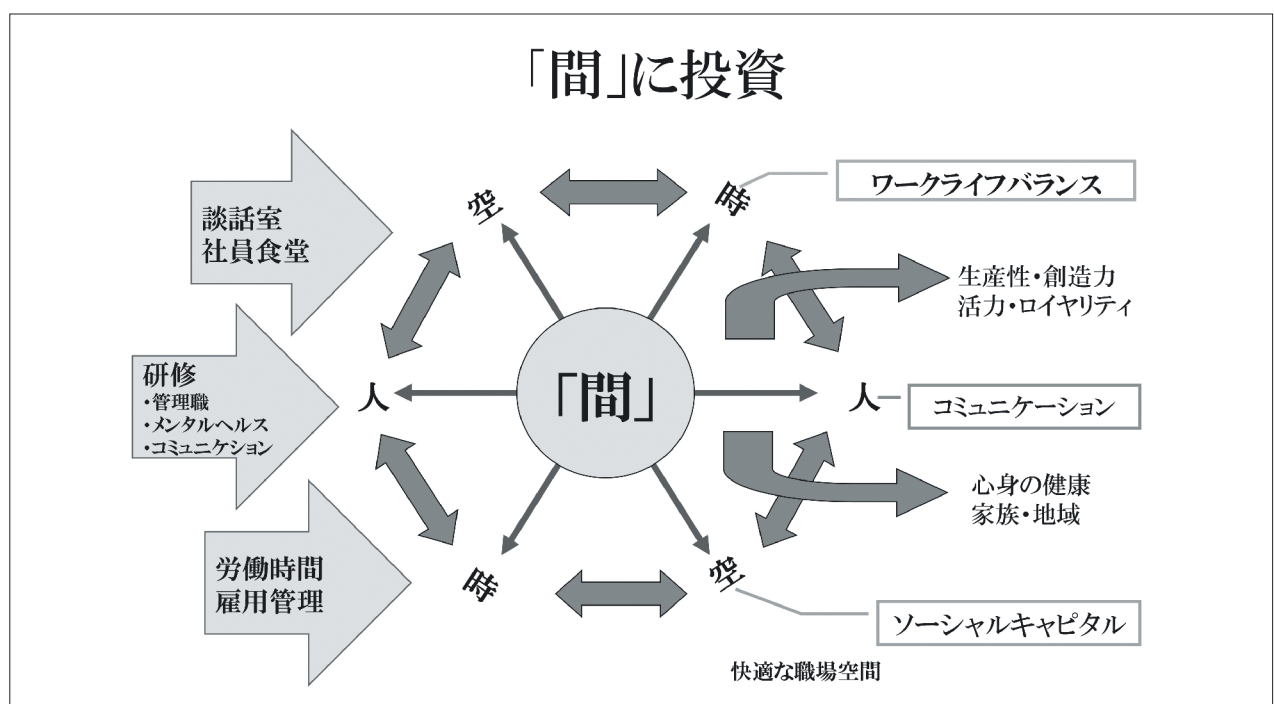 「間」に投資
談話室
社員食堂
研修
・管理職
・メンタルヘルス
・コミュニケション
労働時間
雇用管理
空
時
人
「間」
人
時
空
ワークライフバランス
生産性・創造力
活力・ロイヤリティ
コミュニケーション
心身の健康
家族・地域
ソーシャルキャピタル
快適な職場空間